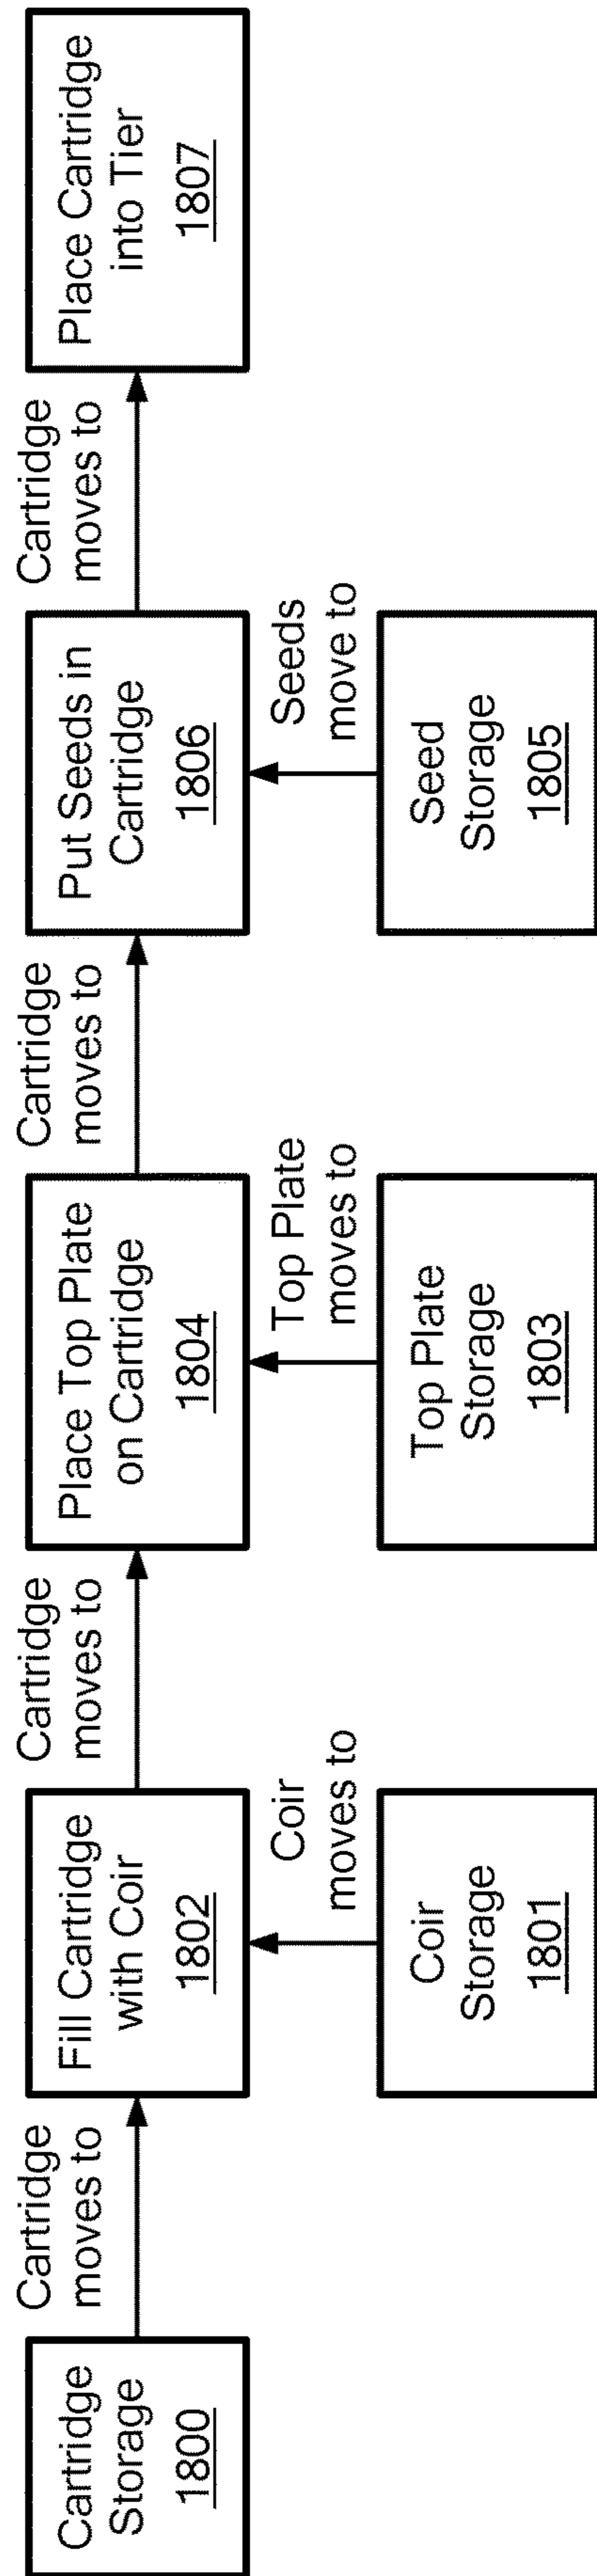 Cartridge
Storage
1800
Cartridge
moves to
Fill Cartridge
with Coir
1802
Cartridge
moves to
Place Top Plate
on Cartridge
1804
Cartridge
moves to
Put Seeds in
Cartridge
1806
Cartridge
moves to
Place Cartridge
into Tier
1807
Coir
moves to
Top Plate
moves to
Seeds
move to
Coir
Storage
1801
Top Plate
Storage
1803
Seed
Storage
1805